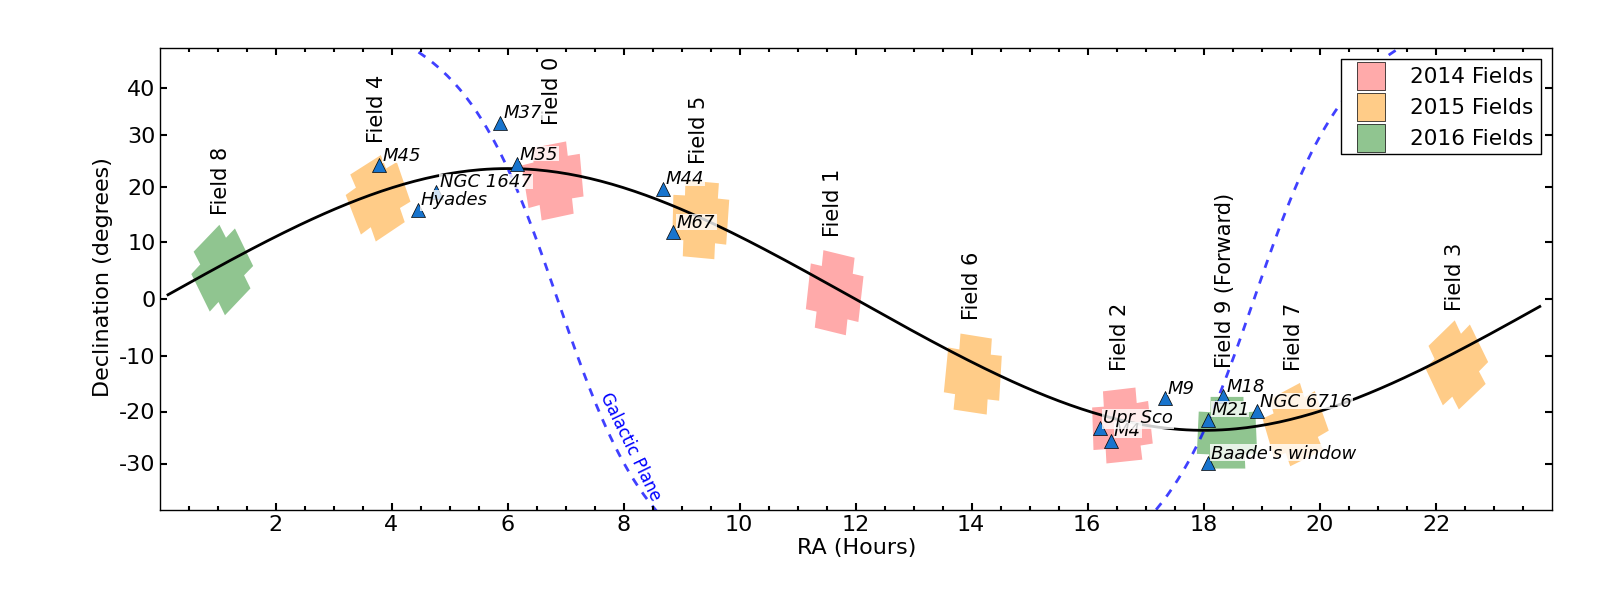 2014 Fields
2015 Fields
2016 Fields
Field 8
Field 4
Field 0
Field 5
Field 1
Field 6
Field 2
Field 9 (Forward)
Field 7
Field 3
M45
M37
M35
NGC 1647
Hyades
M44
M67
M9
M18
NGC 6716
M21
Upr Sco
M4
Baade's window
Galactic Plane
Declination (degrees)
40
30
20
10
0
-10
-20
-30
2 4 6 8 10 12 14 16 18 20 22
RA (Hours)